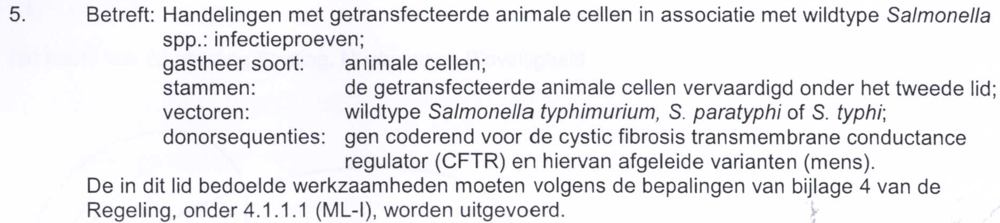 5. Betreft: Handelingen met getransfecteerde animale cellen in associatie met wildtype Salmonella
spp.: infectieproeven;
gastheer soort: animale cellen;
stammen: de getransfecteerde animale cellen vervaardigd onder het tweede lid;
vectoren: wildtype Salmonella typhimurium, S. paratyphi of S. typhi;
donorsequenties: gen coderend voor de cystic fibrosis transmembrane conductance
regulator (CFTR) en hiervan afgeleide varianten (mens).
De in dit lid bedoelde werkzaamheden moeten volgens de bepalingen van bijlage 4 van de
Regeling, onder 4.1.1.1 (ML-I), worden uitgevoerd.